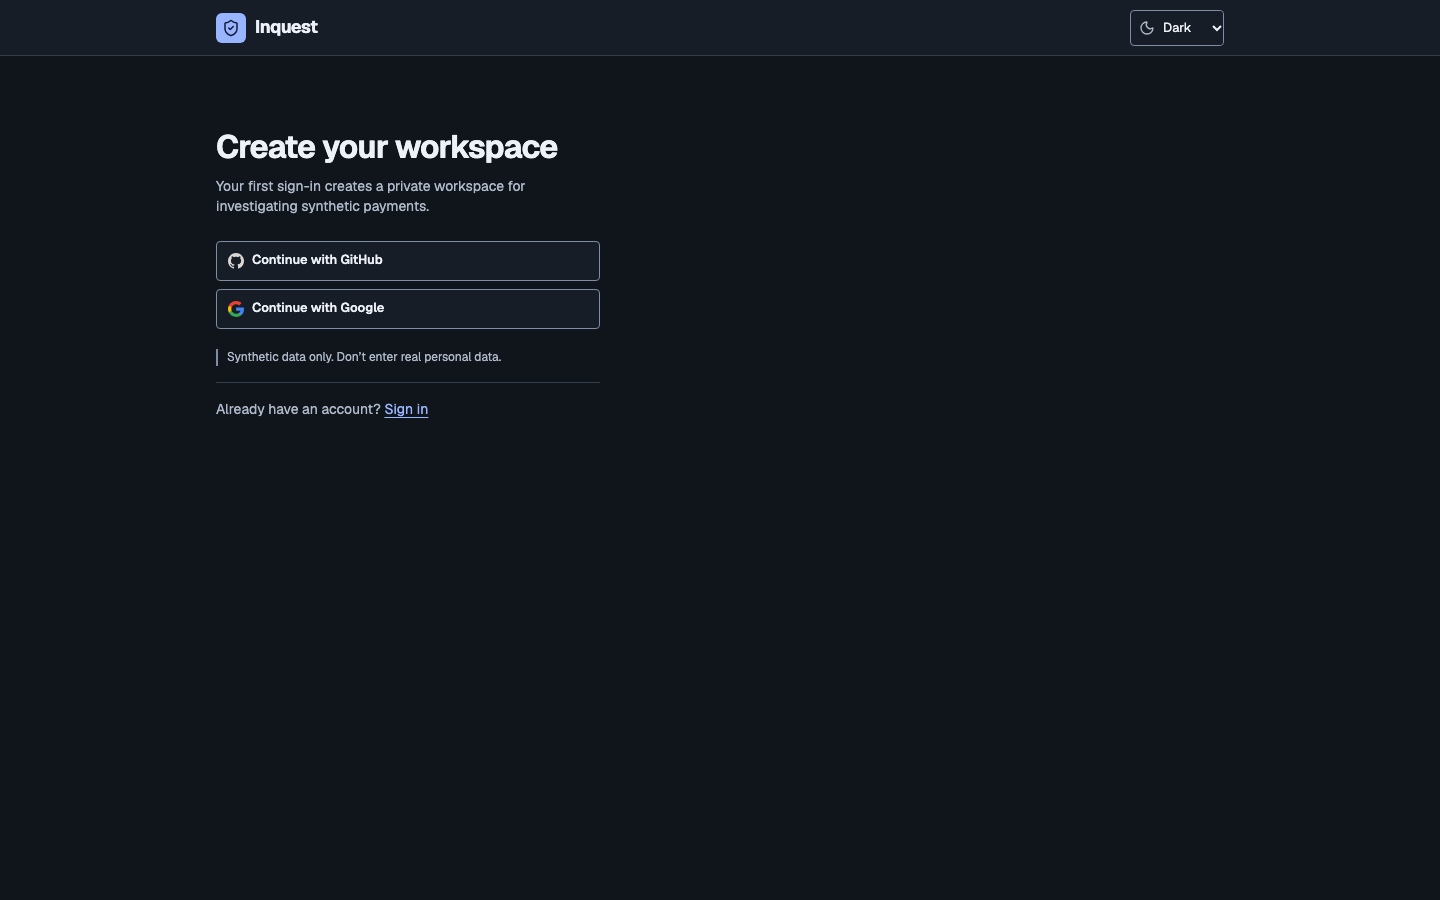 Inquest
Dark
Create your workspace
Your first sign-in creates a private workspace for
investigating synthetic payments.
Continue with GitHub
Continue with Google
Synthetic data only. Don't enter real personal data.
Already have an account? Sign in